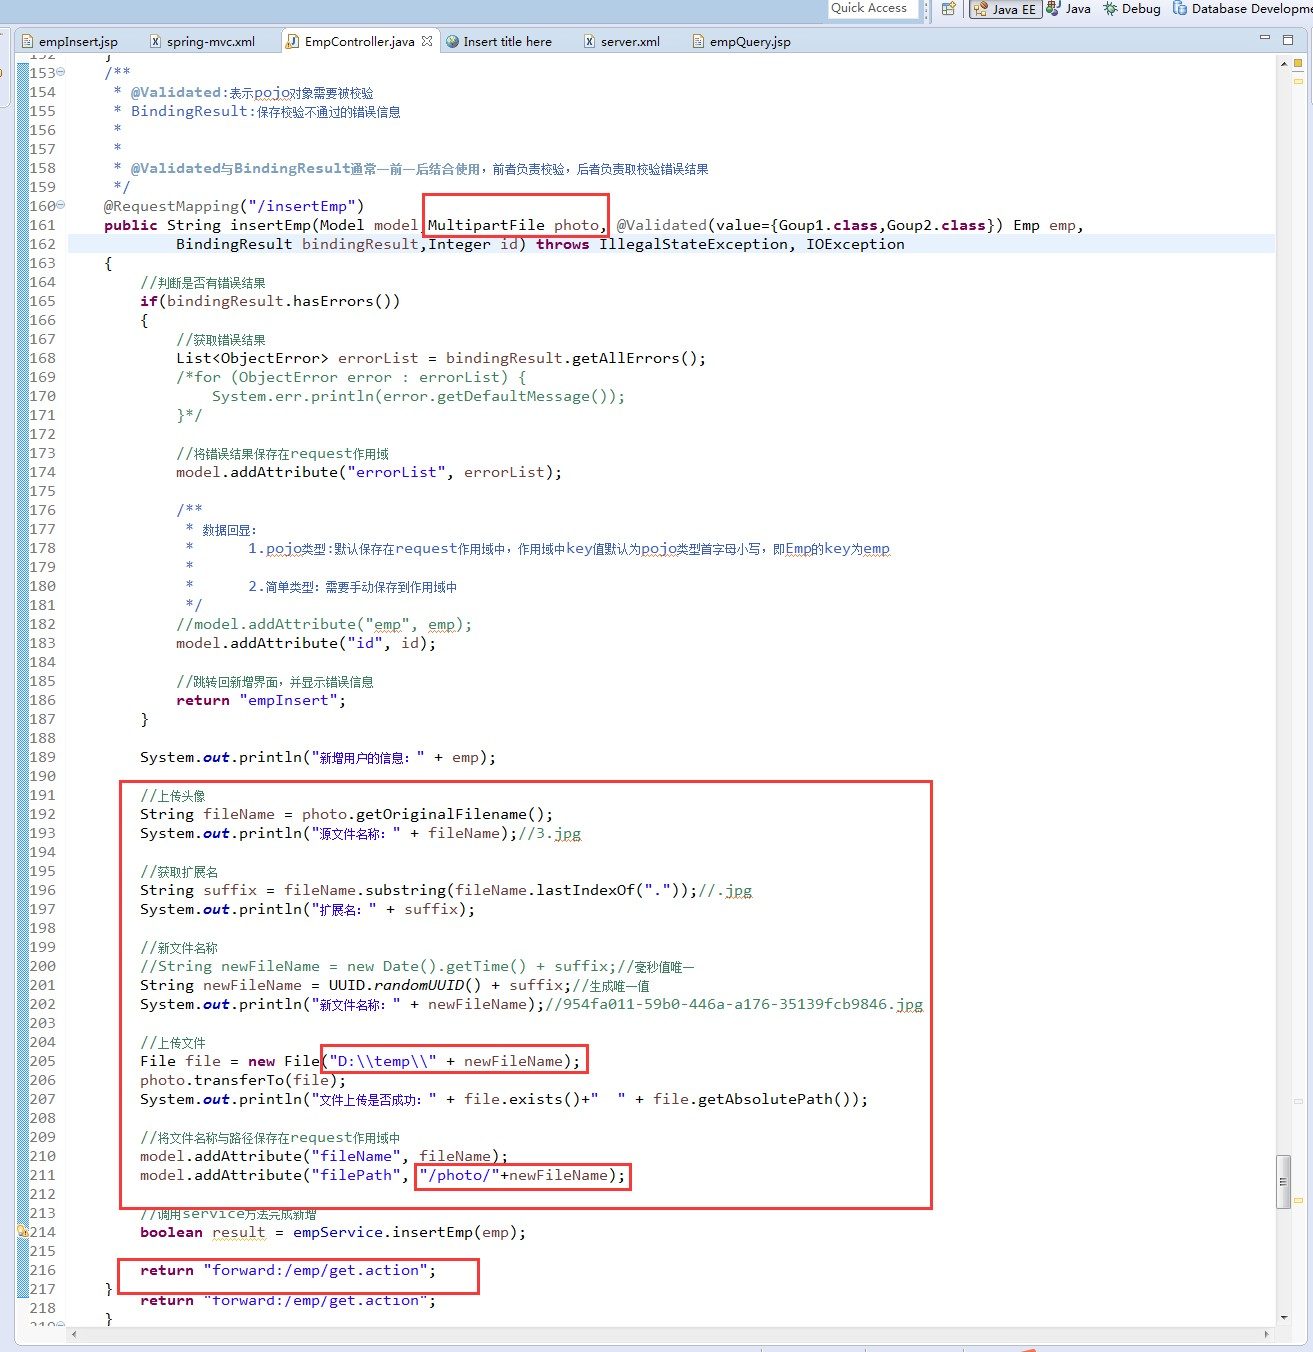 Quick Access
Java EE
Java
Debug
Database Developme
empInsert.jsp
spring-mvc.xml
EmpController.java
Insert title here
server.xml
empQuery.jsp
152 }
153 /**
154 * @Validated:表示pojo对象需要被校验
155 * BindingResult:保存校验不通过的错误信息
156 *
157 *
158 * @Validated与BindingResult通常一前一后结合使用，前者负责校验，后者负责取校验错误结果
159 */
160 @RequestMapping("/insertEmp")
161 public String insertEmp(Model model MultipartFile photo, @Validated(value={Goup1.class,Goup2.class}) Emp emp,
162 BindingResult bindingResult,Integer id) throws IllegalStateException, IOException
163 {
164 //判断是否有错误结果
165 if(bindingResult.hasErrors())
166 {
167 //获取错误结果
168 List<ObjectError> errorList = bindingResult.getAllErrors();
169 /*for (ObjectError error : errorList) {
170 System.err.println(error.getDefaultMessage());
171 }*/
172
173 //将错误结果保存在request作用域
174 model.addAttribute("errorList", errorList);
175
176 /**
177 * 数据回显：
178 * 1.pojo类型:默认保存在request作用域中，作用域中key值默认为pojo类型首字母小写，即Emp的key为emp
179 *
180 * 2.简单类型：需要手动保存到作用域中
181 */
182 //model.addAttribute("emp", emp);
183 model.addAttribute("id", id);
184
185 //跳转回新增界面，并显示错误信息
186 return "empInsert";
187 }
188
189 System.out.println("新增用户的信息：" + emp);
190
191 //上传头像
192 String fileName = photo.getOriginalFilename();
193 System.out.println("源文件名称：" + fileName);//3.jpg
194
195 //获取扩展名
196 String suffix = fileName.substring(fileName.lastIndexOf("."));//.jpg
197 System.out.println("扩展名：" + suffix);
198
199 //新文件名称
200 //String newFileName = new Date().getTime() + suffix;//毫秒值唯一
201 String newFileName = UUID.randomUUID() + suffix;//生成唯一值
202 System.out.println("新文件名称：" + newFileName);//954fa011-59b0-446a-a176-35139fcb9846.jpg
203
204 //上传文件
205 File file = new File("D:\\temp\\" + newFileName);
206 photo.transferTo(file);
207 System.out.println("文件上传是否成功：" + file.exists()+"  " + file.getAbsolutePath());
208
209 //将文件名称与路径保存在request作用域中
210 model.addAttribute("fileName", fileName);
211 model.addAttribute("filePath", "/photo/"+newFileName);
212
213 //调用service方法完成新增
214 boolean result = empService.insertEmp(emp);
215
216 return "forward:/emp/get.action";
217 }
218 return "forward:/emp/get.action";
219 }